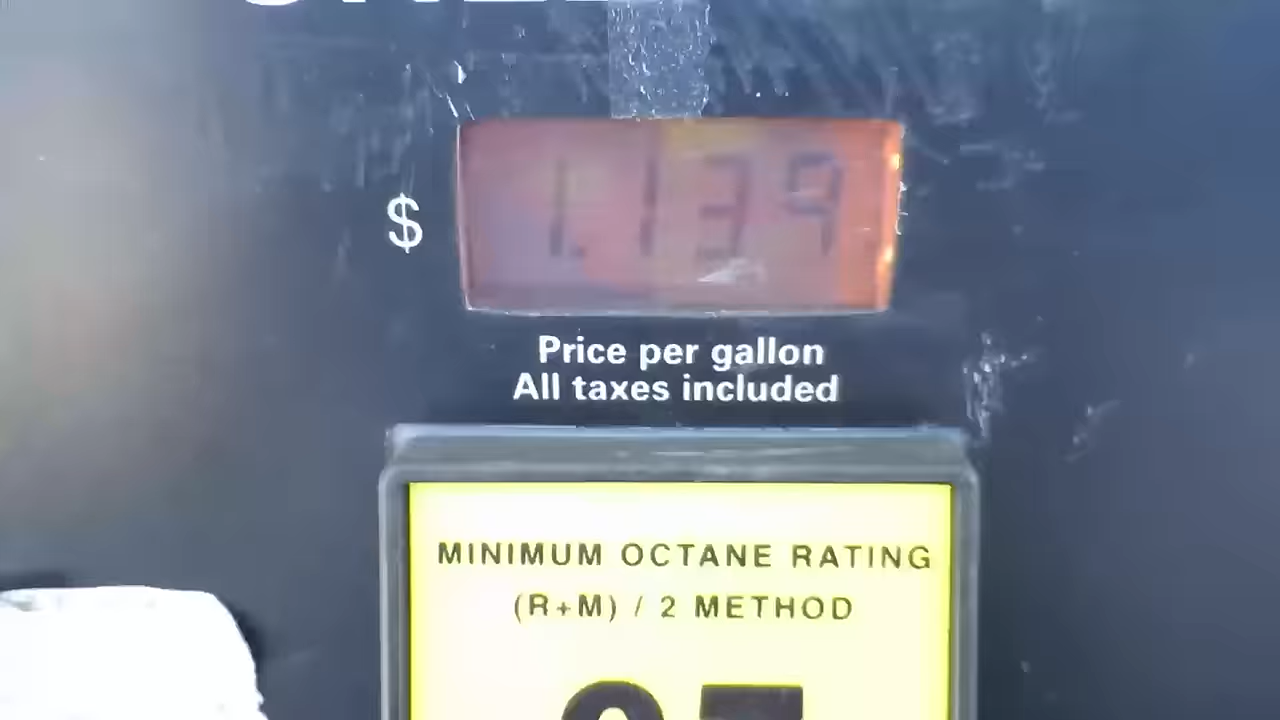 $ 1.139
Price per gallon
All taxes included
MINIMUM OCTANE RATING
(R+M) / 2 METHOD